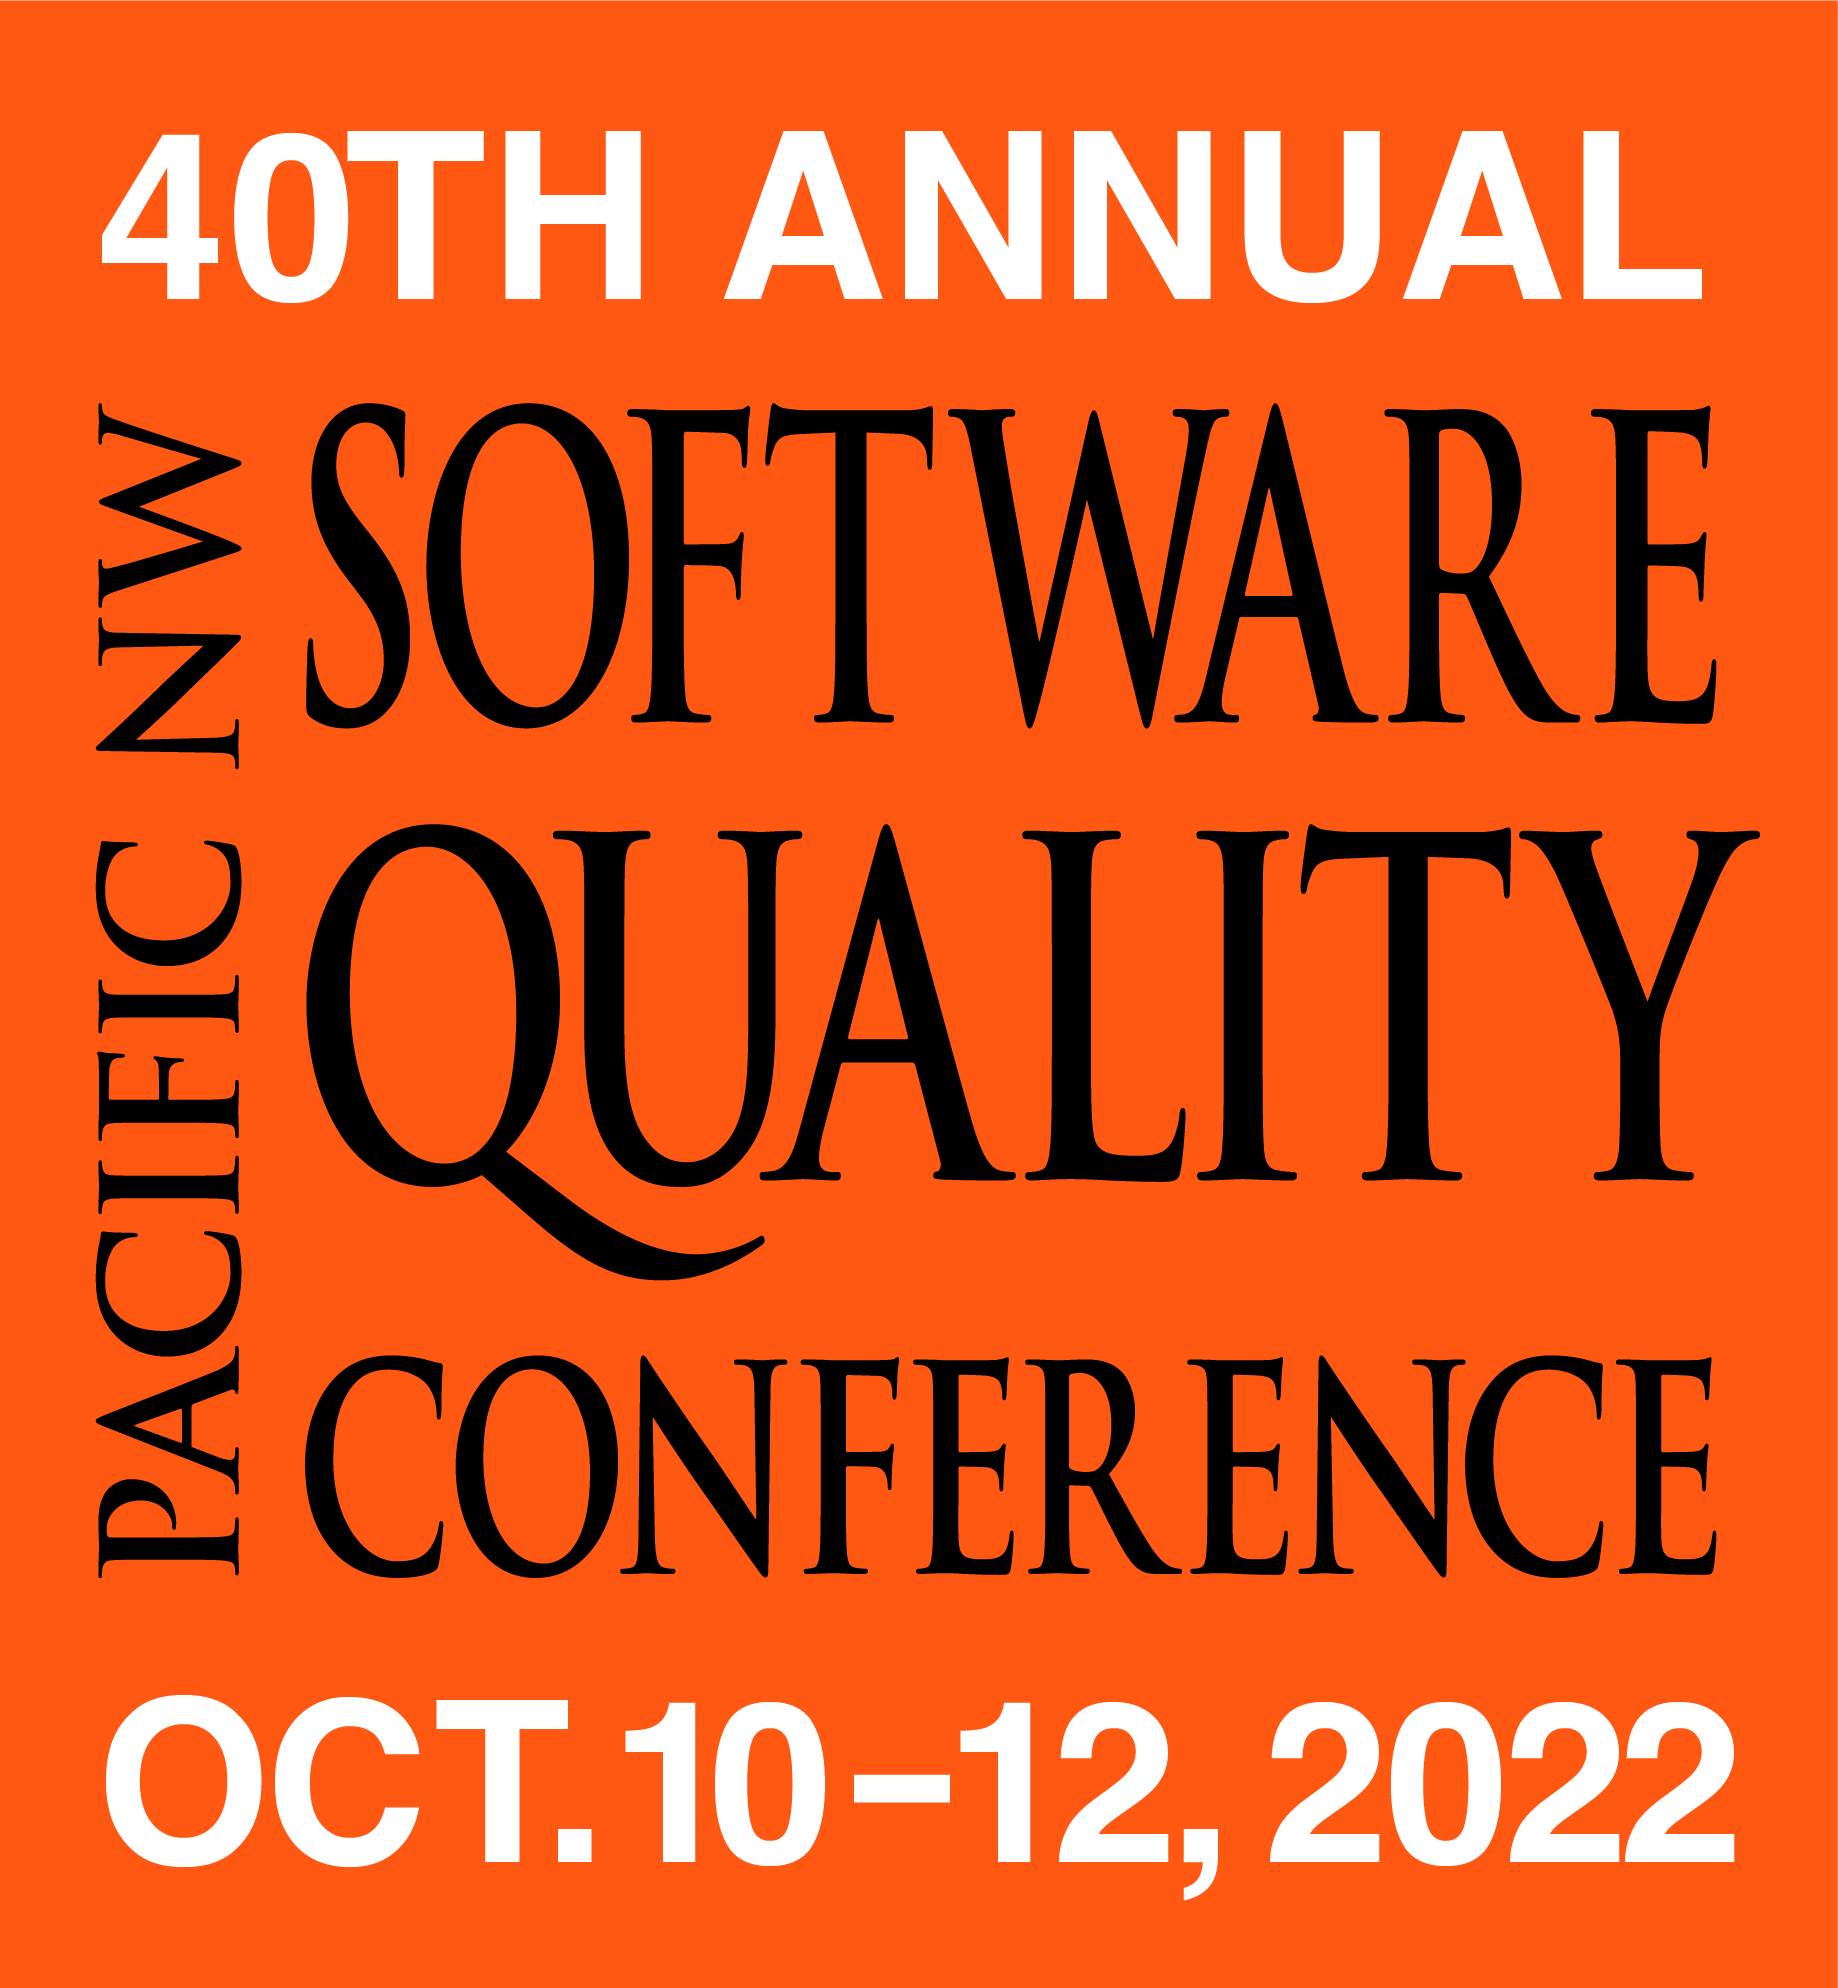 40TH ANNUAL
PACIFIC NW
SOFTWARE
QUALITY
CONFERENCE
OCT. 10–12, 2022